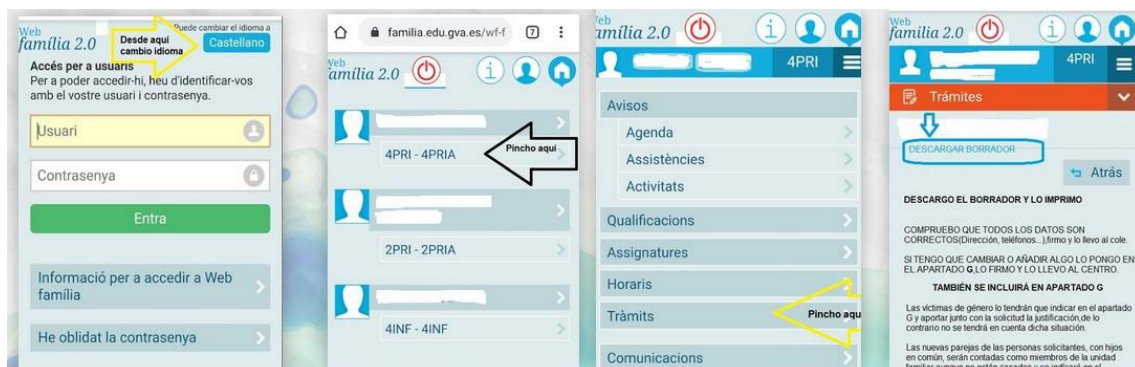 Web
família 2.0
Puede cambiar el idioma a
Desde aquí
cambio idioma
Castellano
Accés per a usuaris
Per a poder accedir-hi, heu d'identificar-vos
amb el vostre usuari i contrasenya.
Usuari
Contrasenya
Entra
Informació per a accedir a Web
família
He oblidat la contrasenya
familia.edu.gva.es/wf-f
7
Web
família 2.0
4PRI - 4PRIA
Pincho aquí
2PRI - 2PRIA
4INF - 4INF
família 2.0
4PRI
Avisos
Agenda
Assistències
Activitats
Qualificacions
Assignatures
Horaris
Tràmits
Pincho aqu
Comunicacions
Web
família 2.0
4PRI
Trámites
DESCARGAR BORRADOR
Atrás
DESCARGO EL BORRADOR Y LO IMPRIMO
COMPRUEBO QUE TODOS LOS DATOS SON
CORRECTOS(Dirección, teléfonos...),firmo y lo llevo al cole.
SI TENGO QUE CAMBIAR O AÑADIR ALGO LO PONGO EN
EL APARTADO G,LO FIRMO Y LO LLEVO AL CENTRO.
TAMBIÉN SE INCLUIRÁ EN APARTADO G
Las víctimas de género lo tendrán que indicar en el apartado
G y aportar junto con la solicitud la justificación,de lo
contrario no se tendrá en cuenta dicha situación.
Las nuevas parejas de las personas solicitantes, con hijos
en común, serán contadas como miembros de la unidad